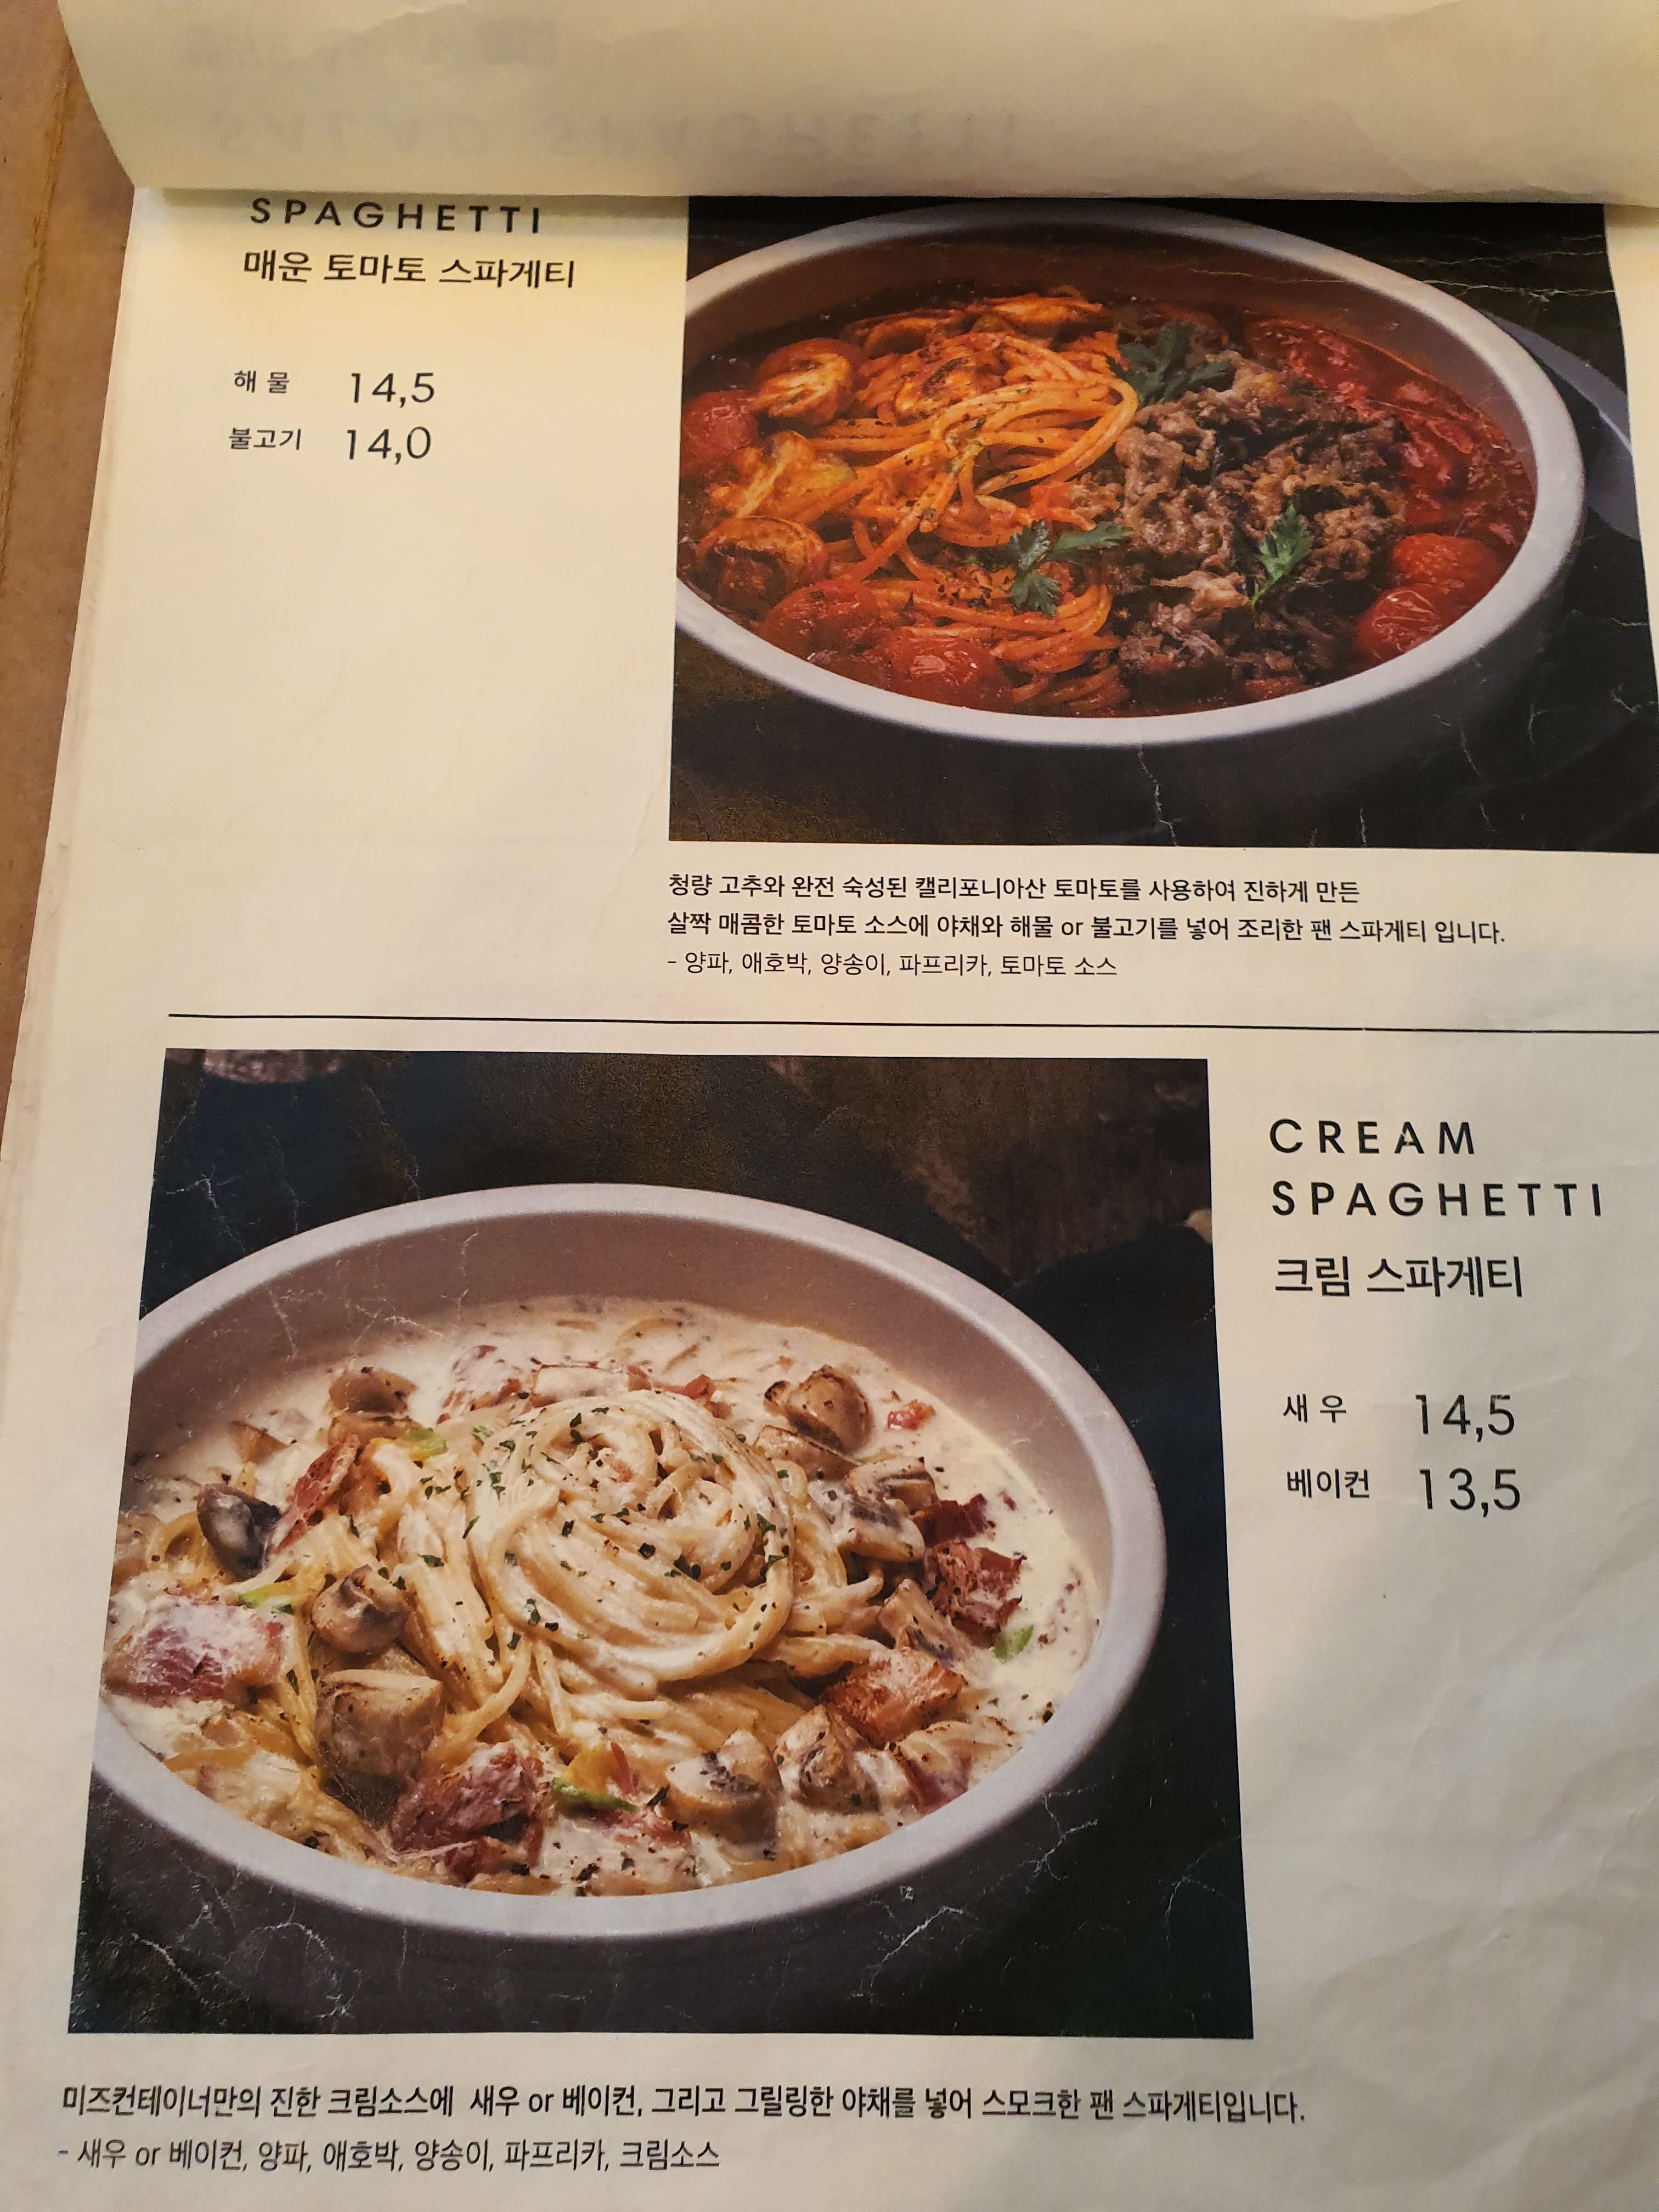 SPAGHETTI
매운 토마토 스파게티
해 물 14,5
불고기 14,0
청량 고추와 완전 숙성된 캘리포니아산 토마토를 사용하여 진하게 만든
살짝 매콤한 토마토 소스에 야채와 해물 or 불고기를 넣어 조리한 팬 스파게티 입니다.
- 양파, 애호박, 양송이, 파프리카, 토마토 소스
CREAM
SPAGHETTI
크림 스파게티
새 우 14,5
베이컨 13,5
미즈컨테이너만의 진한 크림소스에 새우 or 베이컨, 그리고 그릴링한 야채를 넣어 스모크한 팬 스파게티입니다.
- 새우 or 베이컨, 양파, 애호박, 양송이, 파프리카, 크림소스